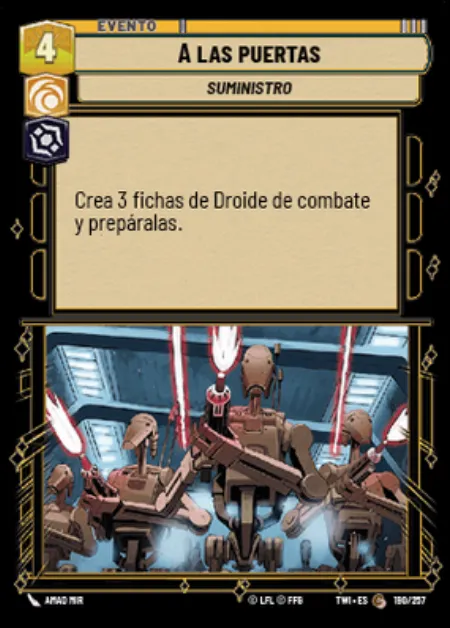 EVENTO
4
A LAS PUERTAS
SUMINISTRO
Crea 3 fichas de Droide de combate
y prepáralas.
AMAD MIR
© LFL © FFG
TWI • ES
C
190/257